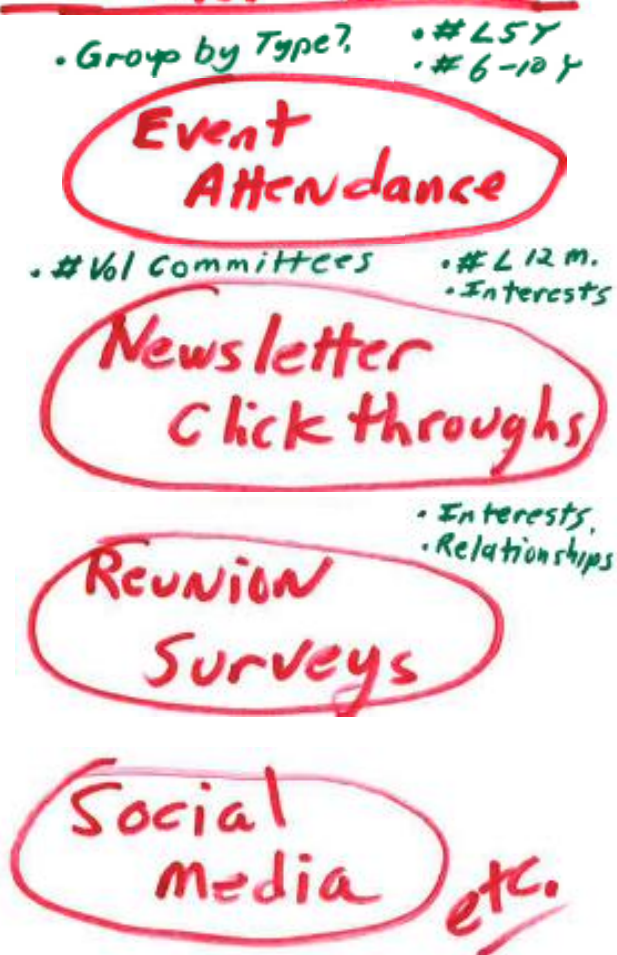 • Group by Type? • # L5Y
• # 6-10 Y
Event
Attendance
• # Vol Committees • # L 12 m.
• Interests
Newsletter
Click throughs
• Interests.
• Relationships
Reunion
Surveys
Social
media
etc.